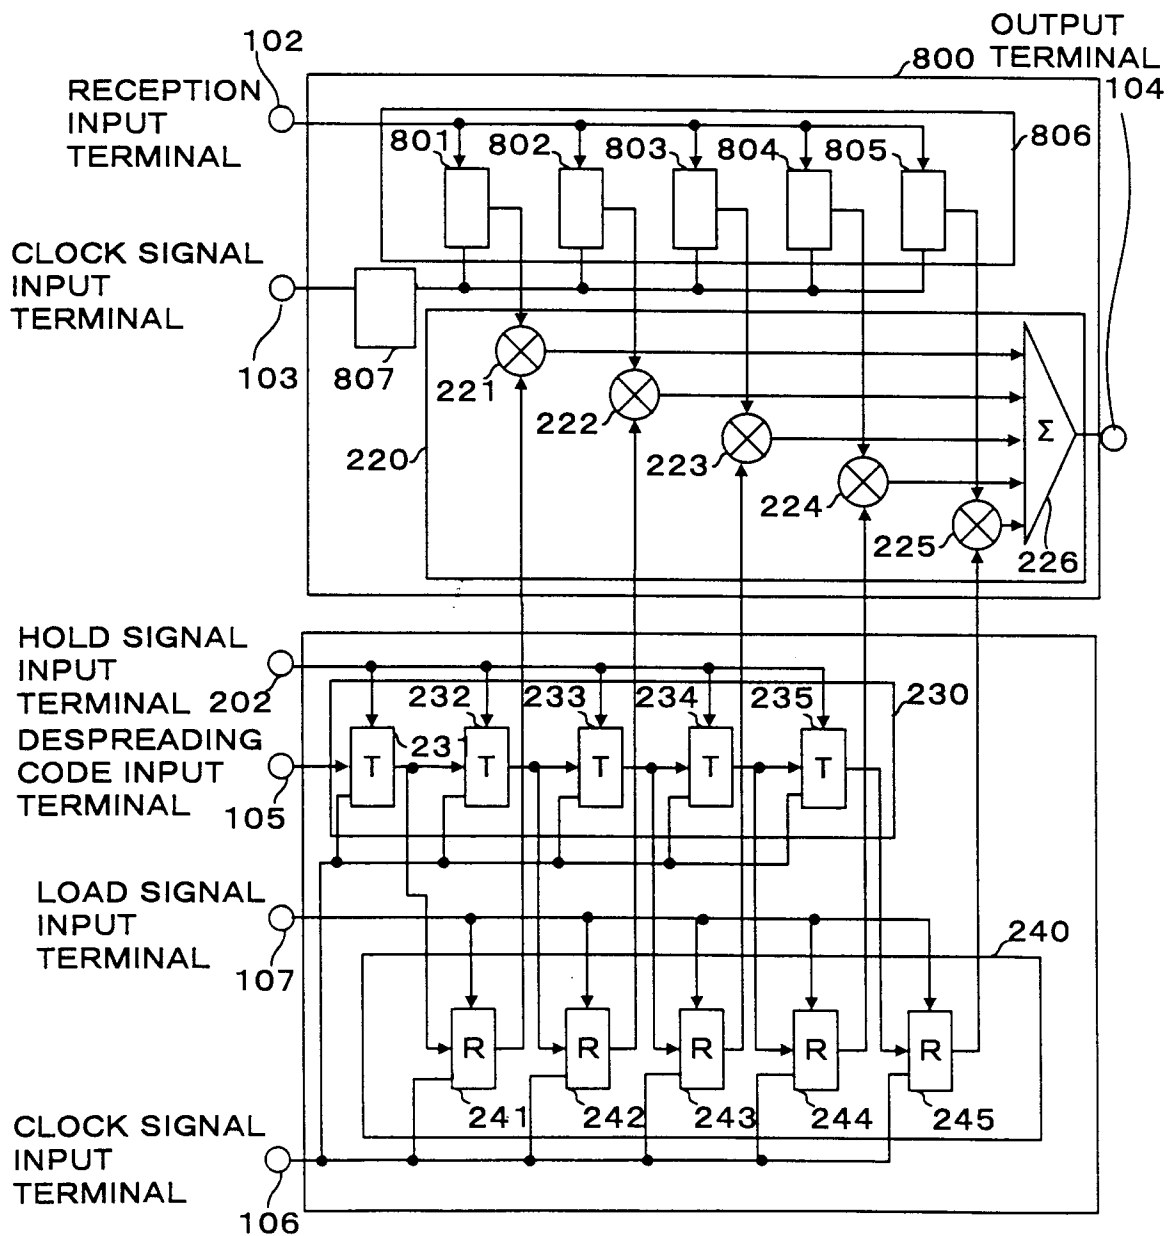 OUTPUT
TERMINAL
104
102
800
RECEPTION
INPUT
TERMINAL
801
802
803
804
805
806
CLOCK SIGNAL
INPUT
TERMINAL
103
807
221
222
223
224
225
220
Σ
226
HOLD SIGNAL
INPUT
TERMINAL 202
232
233
234
235
230
DESPREADING
CODE INPUT
TERMINAL
105
231
T
T
T
T
T
LOAD SIGNAL
INPUT
TERMINAL
107
240
R
R
R
R
R
241
242
243
244
245
CLOCK SIGNAL
INPUT
TERMINAL
106